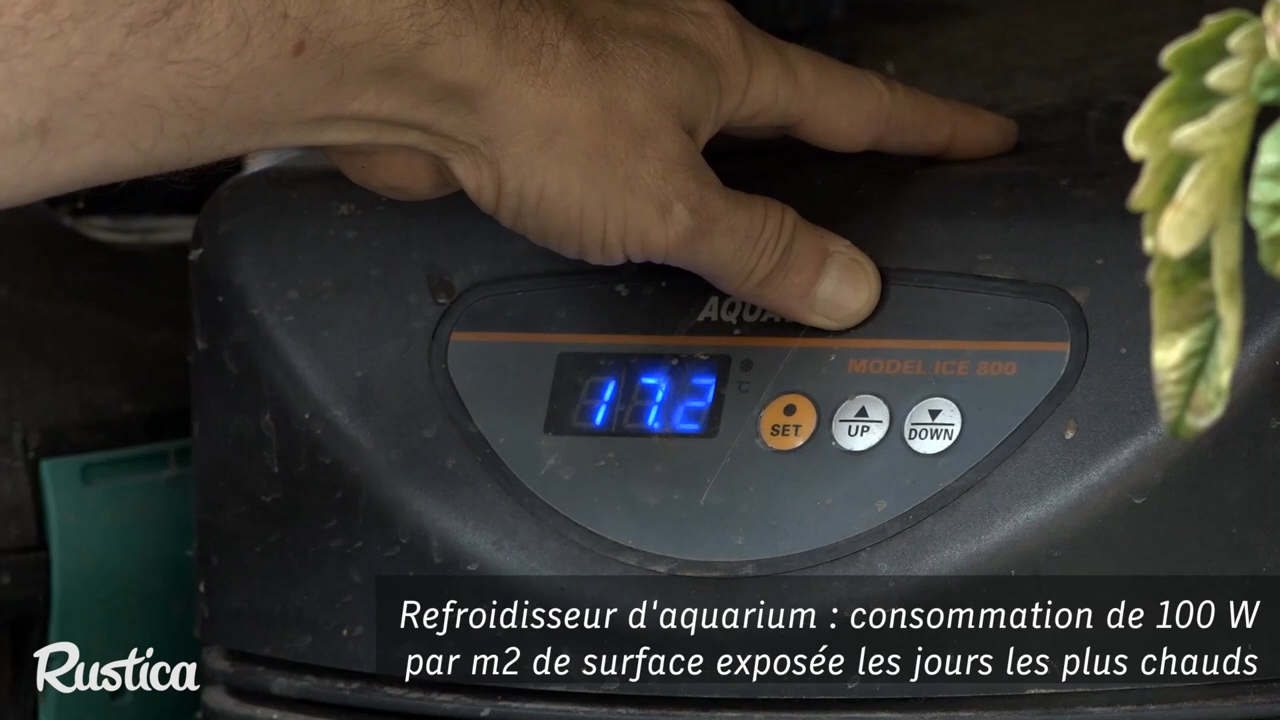 MODEL ICE 800
17.2
°C
SET
UP
DOWN
Refroidisseur d'aquarium : consommation de 100 W
par m2 de surface exposée les jours les plus chauds
Rustica